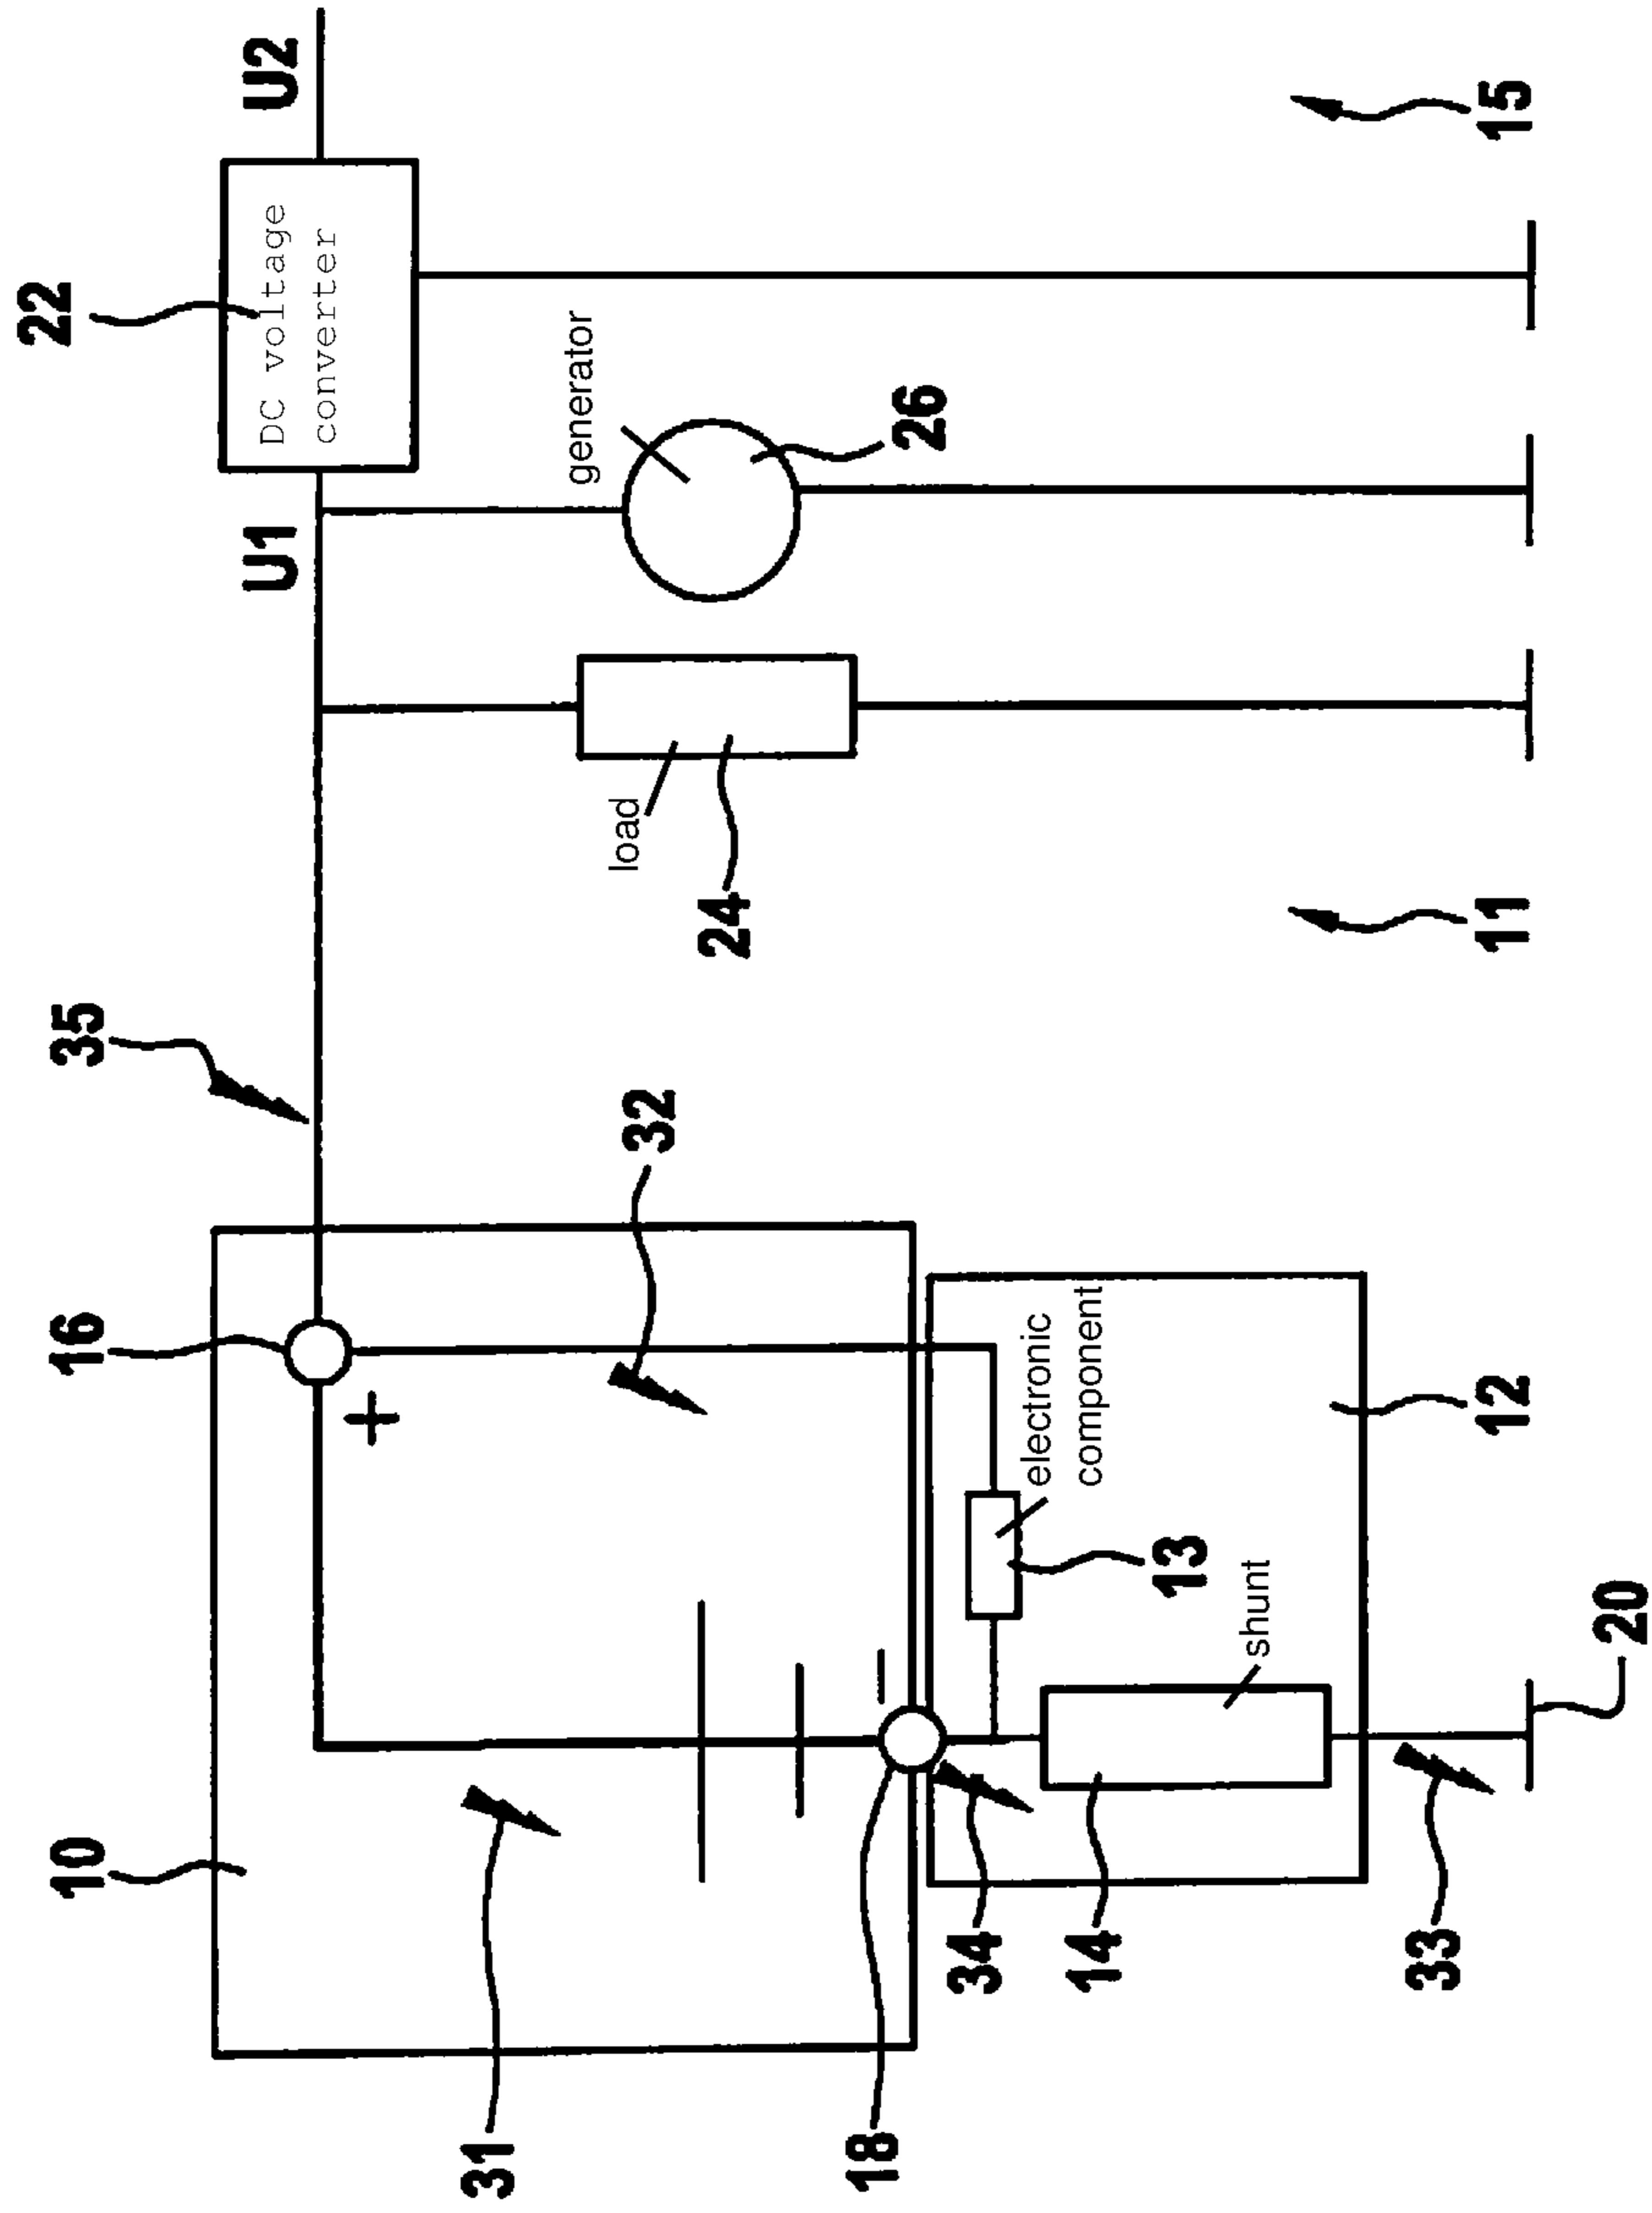 22
10
16
35
U1
U2
DC voltage
converter
+
31
generator
load
32
24
18
−
26
34
electronic
component
14
13
shunt
33
12
11
15
20